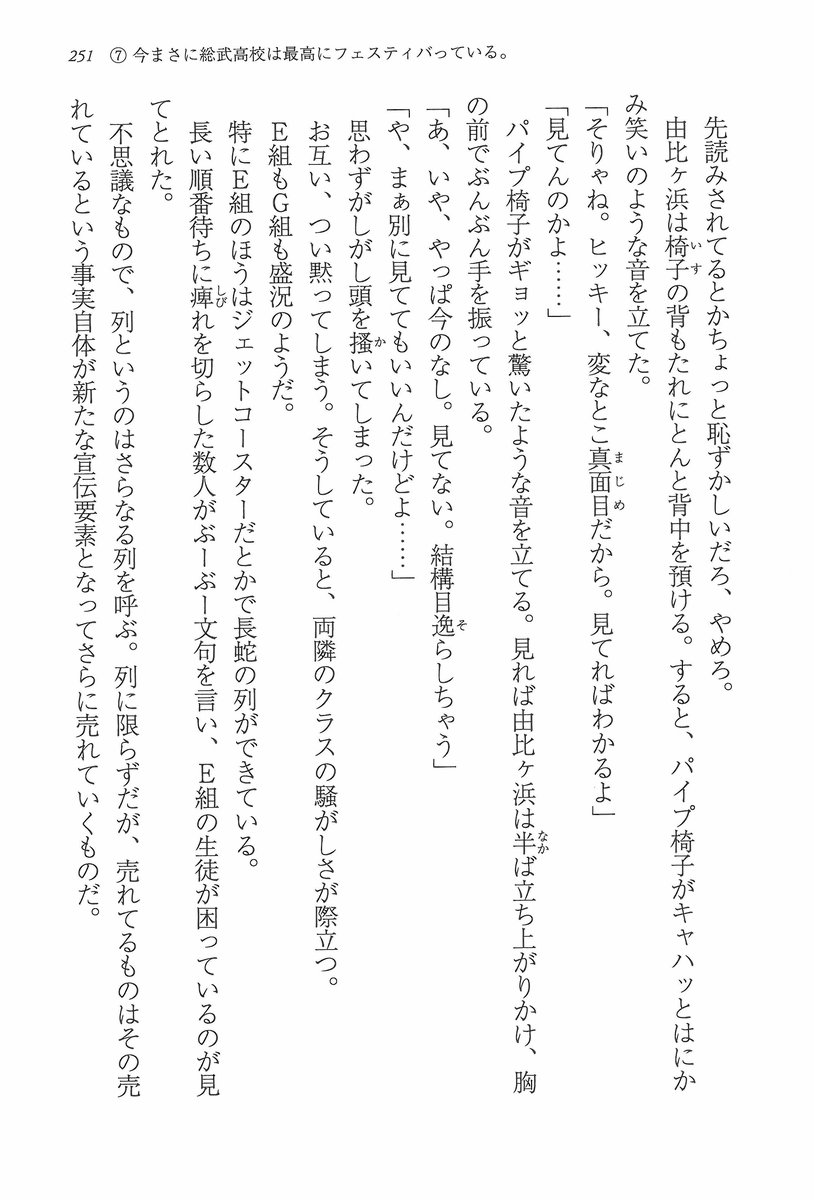 251 ⑦ 今まさに総武高校は最高にフェスティバっている。
先読みされてるとかちょっと恥ずかしいだろ、やめろ。
由比ヶ浜は椅子の背もたれにとんと背中を預ける。すると、パイプ椅子がキャハッとはにか
み笑いのような音を立てた。
「そりゃね。ヒッキー、変なとこ真面目だから。見てればわかるよ」
「見てんのかよ……」
パイプ椅子がギョッと驚いたような音を立てる。見れば由比ヶ浜は半ば立ち上がりかけ、胸
の前でぶんぶん手を振っている。
「あ、いや、やっぱ今のなし。見てない。結構目逸らしちゃう」
「や、まぁ別に見ててもいいんだけどよ……」
思わずがしがし頭を掻いてしまった。
お互い、つい黙ってしまう。そうしていると、両隣のクラスの騒がしさが際立つ。
E組もG組も盛況のようだ。
特にE組のほうはジェットコースターだとかで長蛇の列ができている。
長い順番待ちに痺れを切らした数人がぶーぶー文句を言い、E組の生徒が困っているのが見
てとれた。
不思議なもので、列というのはさらなる列を呼ぶ。列に限らずだが、売れてるものはその売
れているという事実自体が新たな宣伝要素となってさらに売れていくものだ。